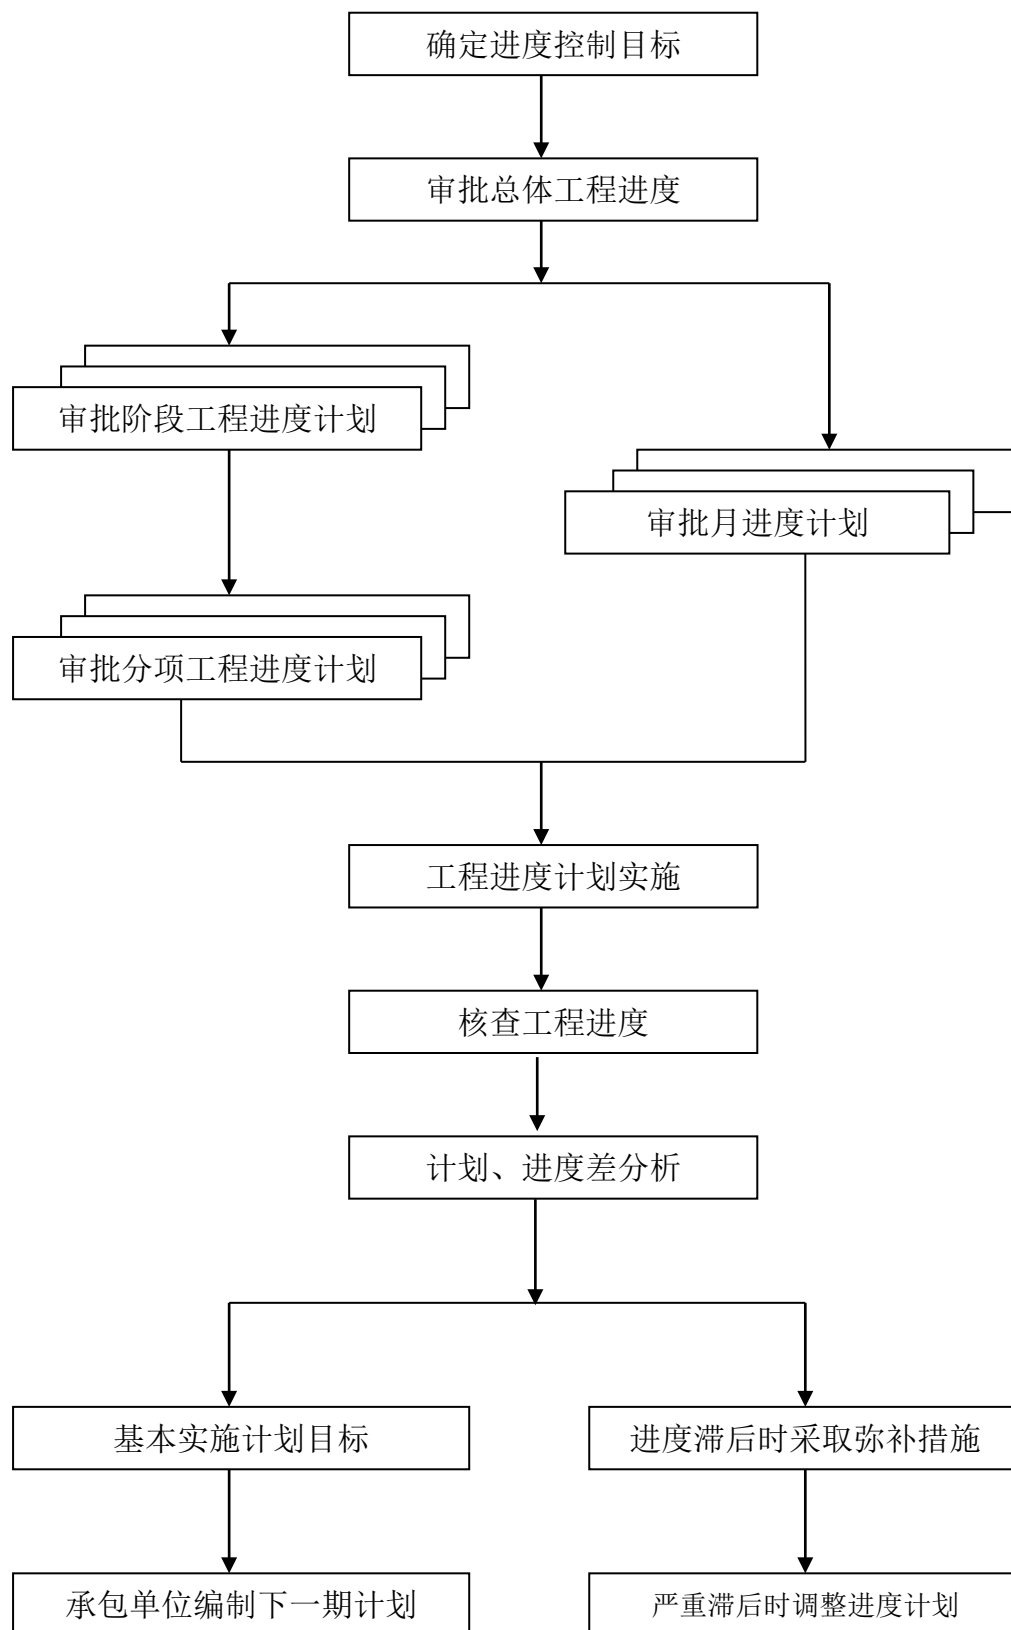 确定进度控制目标
审批总体工程进度
审批阶段工程进度计划
审批月进度计划
审批分项工程进度计划
工程进度计划实施
核查工程进度
计划、进度差分析
基本实施计划目标
进度滞后时采取弥补措施
承包单位编制下一期计划
严重滞后时调整进度计划